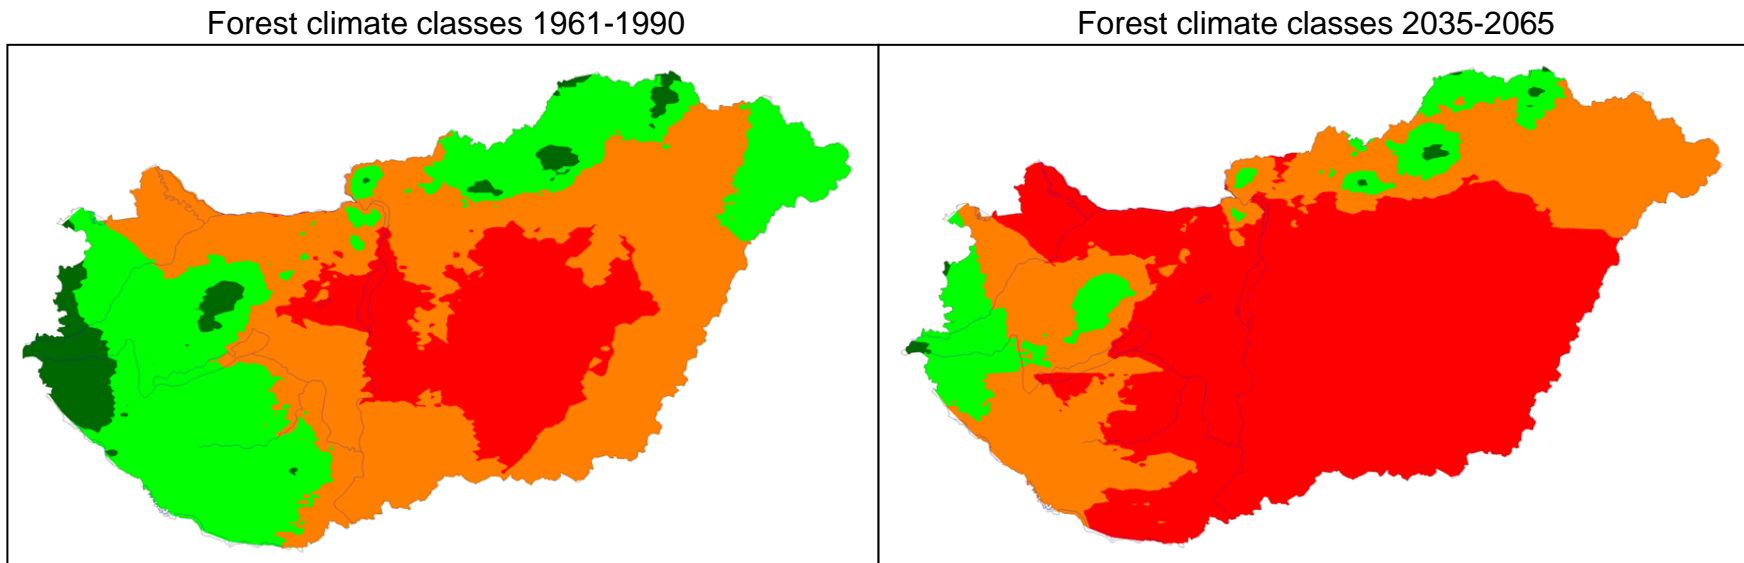 Forest climate classes 1961-1990
Forest climate classes 2035-2065